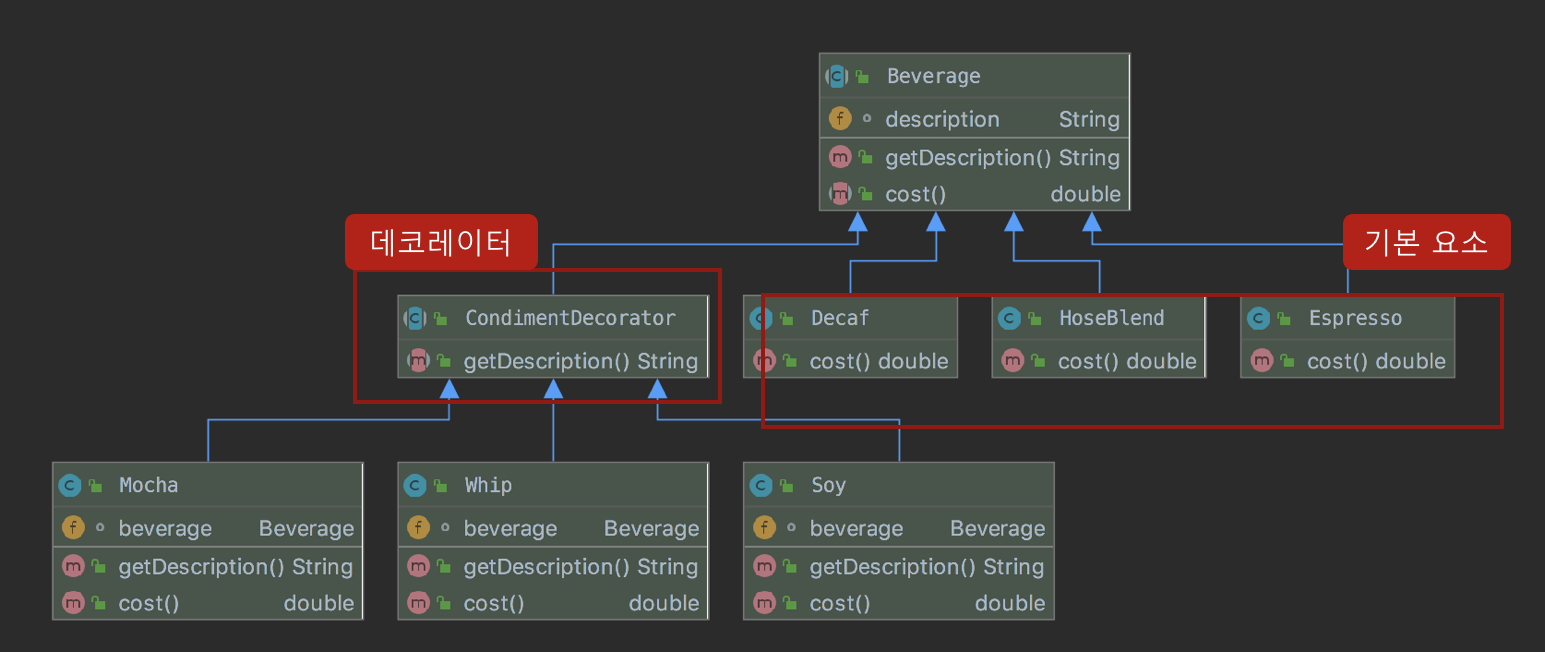 Beverage
description String
getDescription() String
cost() double
데코레이터
기본 요소
CondimentDecorator
getDescription() String
Decaf
cost() double
HoseBlend
cost() double
Espresso
cost() double
Mocha
beverage Beverage
getDescription() String
cost() double
Whip
beverage Beverage
getDescription() String
cost() double
Soy
beverage Beverage
getDescription() String
cost() double